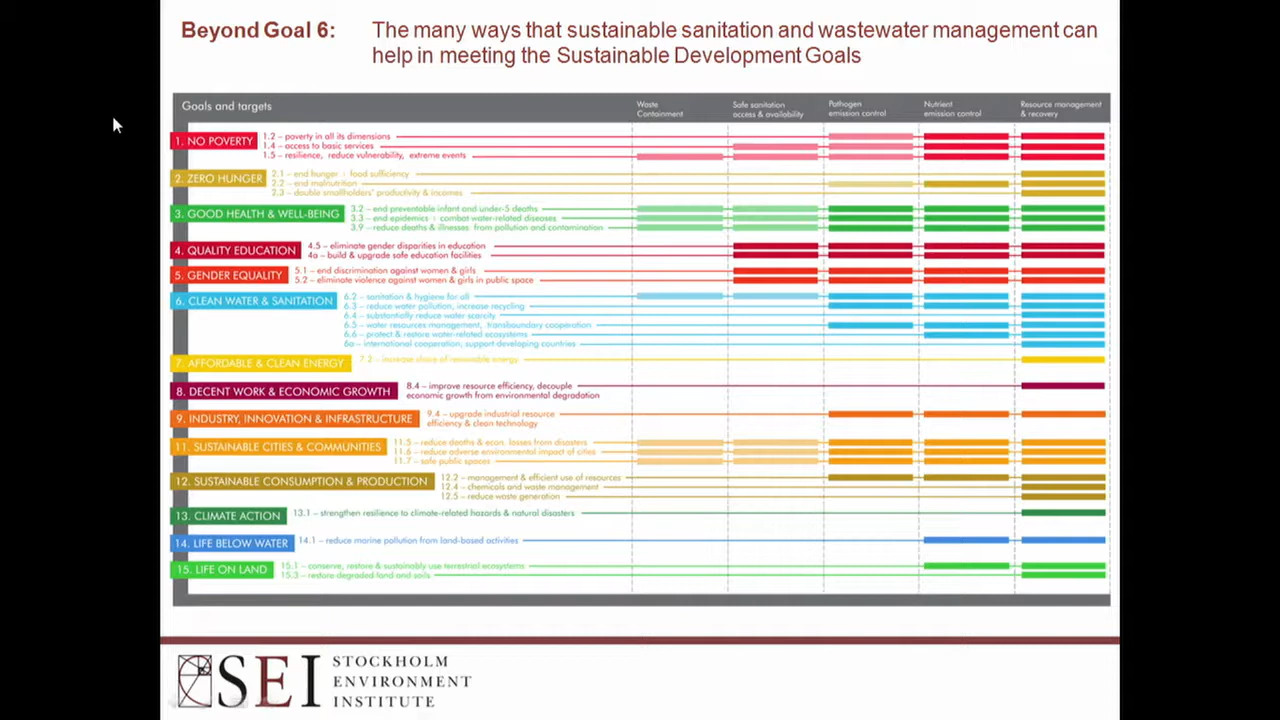 Beyond Goal 6: The many ways that sustainable sanitation and wastewater management can
help in meeting the Sustainable Development Goals
Goals and targets
Waste
Containment
Safe sanitation
access & availability
Pathogen
emission control
Nutrient
emission control
Resource management
& recovery
1. NO POVERTY
1.2 – poverty in all its dimensions
1.4 – access to basic services
1.5 – resilience, reduce vulnerability, extreme events
2. ZERO HUNGER
2.1 – end hunger + food sufficiency
2.2 – end malnutrition
2.3 – double smallholders' productivity & incomes
3. GOOD HEALTH & WELL-BEING
3.2 – end preventable infant and under-5 deaths
3.3 – end epidemics + combat water-related diseases
3.9 – reduce deaths & illnesses from pollution and contamination
4. QUALITY EDUCATION
4.5 – eliminate gender disparities in education
4a – build & upgrade safe education facilities
5. GENDER EQUALITY
5.1 – end discrimination against women & girls
5.2 – eliminate violence against women & girls in public space
6. CLEAN WATER & SANITATION
6.2 – sanitation & hygiene for all
6.3 – reduce water pollution, increase recycling
6.4 – substantially reduce water scarcity
6.5 – water resources management, transboundary cooperation
6.6 – protect & restore water-related ecosystems
6a – international cooperation, support developing countries
7. AFFORDABLE & CLEAN ENERGY
7.2 – increase share of renewable energy
8. DECENT WORK & ECONOMIC GROWTH
8.4 – improve resource efficiency, decouple
economic growth from environmental degradation
9. INDUSTRY, INNOVATION & INFRASTRUCTURE
9.4 – upgrade industrial resource
efficiency & clean technology
11. SUSTAINABLE CITIES & COMMUNITIES
11.5 – reduce deaths & econ. losses from disasters
11.6 – reduce adverse environmental impact of cities
11.7 – safe public spaces
12. SUSTAINABLE CONSUMPTION & PRODUCTION
12.2 – management & efficient use of resources
12.4 – chemicals and waste management
12.5 – reduce waste generation
13. CLIMATE ACTION
13.1 – strengthen resilience to climate-related hazards & natural disasters
14. LIFE BELOW WATER
14.1 – reduce marine pollution from land-based activities
15. LIFE ON LAND
15.1 – conserve, restore & sustainably use terrestrial ecosystems
15.3 – restore degraded land and soils
SEI
STOCKHOLM
ENVIRONMENT
INSTITUTE